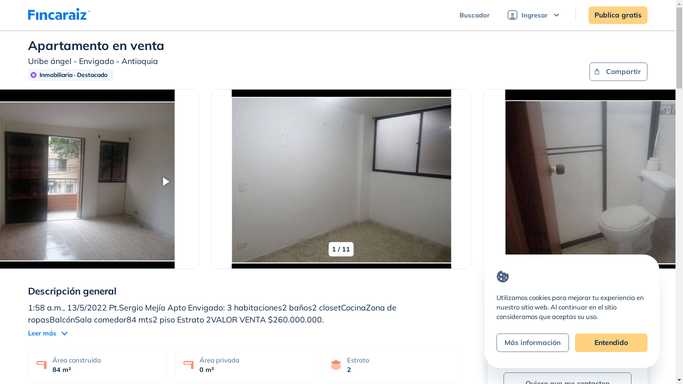 Fincaraiz
Buscador
Ingresar
Publica gratis
Apartamento en venta
Uribe ángel - Envigado - Antioquia
Inmobiliaria · Destacado
Compartir
1 / 11
Descripción general
1:58 a.m., 13/5/2022 Pt.Sergio Mejía Apto Envigado: 3 habitaciones2 baños2 closetCocinaZona de
ropasBalcónSala comedor84 mts2 piso Estrato 2VALOR VENTA $260.000.000.
Leer más
Área construida
84 m²
Área privada
0 m²
Estrato
2
Utilizamos cookies para mejorar tu experiencia en
nuestro sitio web. Al continuar en el sitio
consideramos que aceptas su uso.
Más información
Entendido
Quiero que me contacten